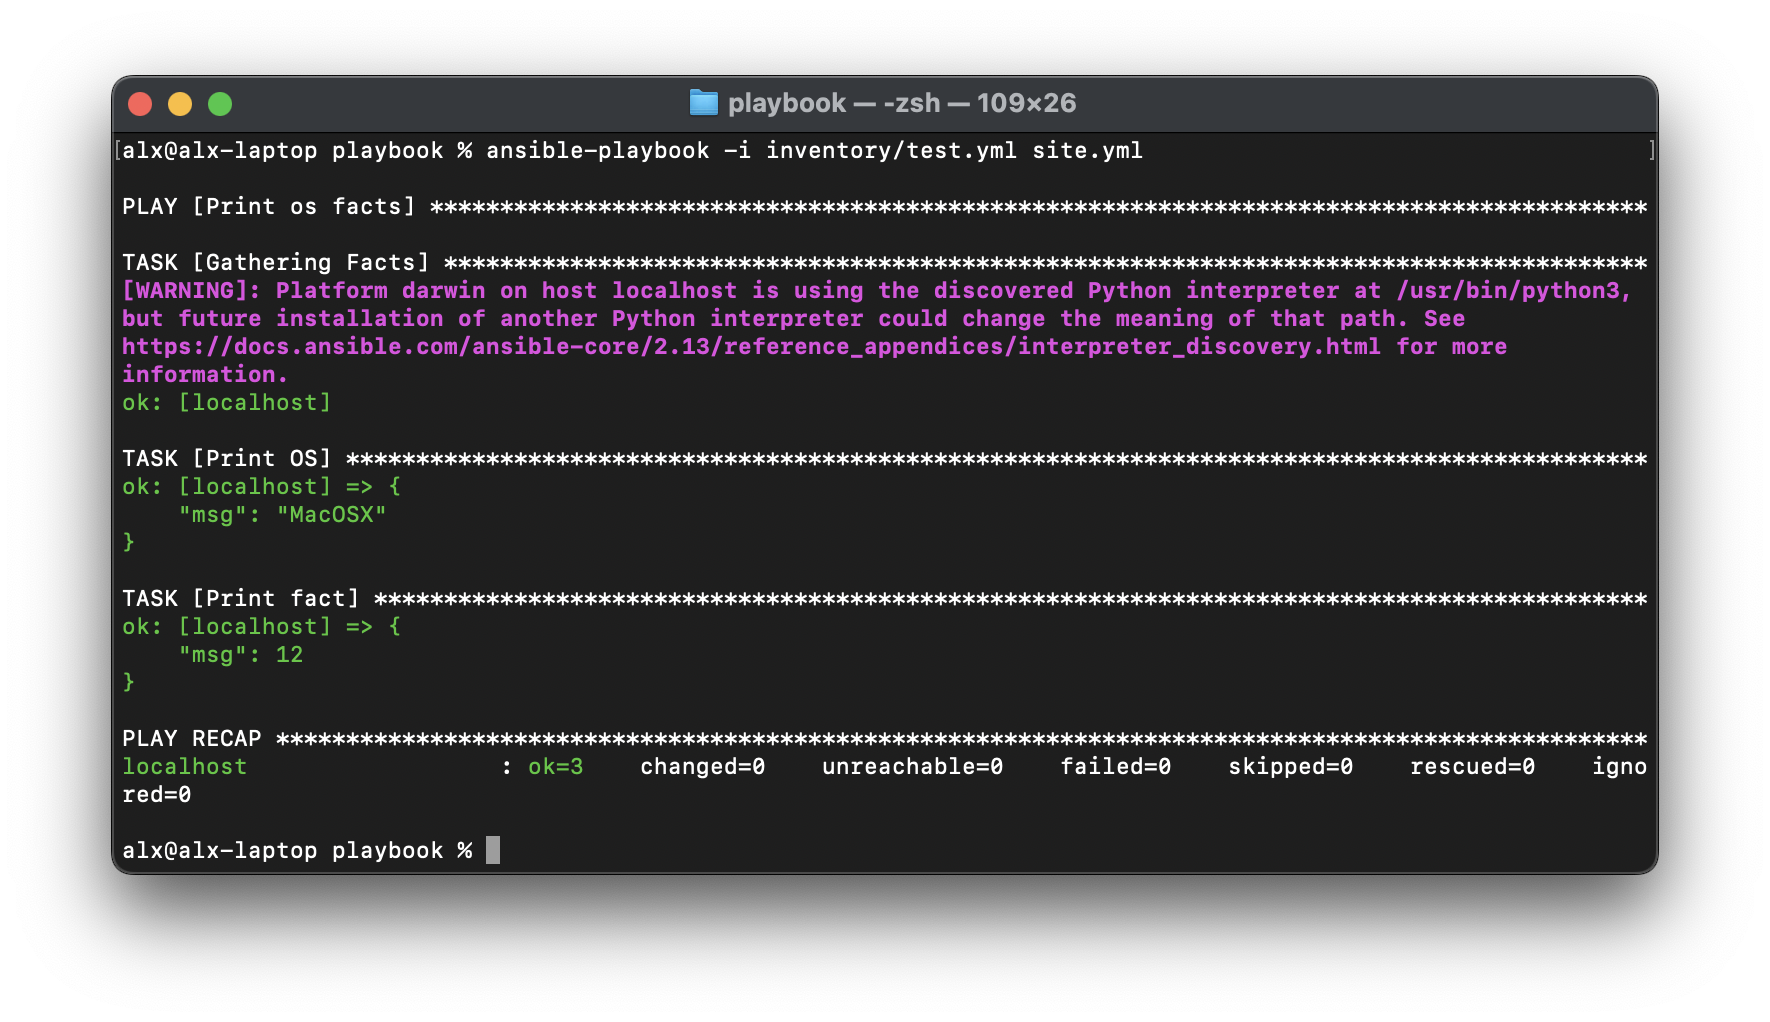 playbook — -zsh — 109×26
[alx@alx-laptop playbook % ansible-playbook -i inventory/test.yml site.yml ]
PLAY [Print os facts] ***************************************************************************************
TASK [Gathering Facts] **************************************************************************************
[WARNING]: Platform darwin on host localhost is using the discovered Python interpreter at /usr/bin/python3,
but future installation of another Python interpreter could change the meaning of that path. See
https://docs.ansible.com/ansible-core/2.13/reference_appendices/interpreter_discovery.html for more
information.
ok: [localhost]
TASK [Print OS] *********************************************************************************************
ok: [localhost] => {
    "msg": "MacOSX"
}
TASK [Print fact] *******************************************************************************************
ok: [localhost] => {
    "msg": 12
}
PLAY RECAP **************************************************************************************************
localhost                  : ok=3    changed=0    unreachable=0    failed=0    skipped=0    rescued=0    igno
red=0
alx@alx-laptop playbook %